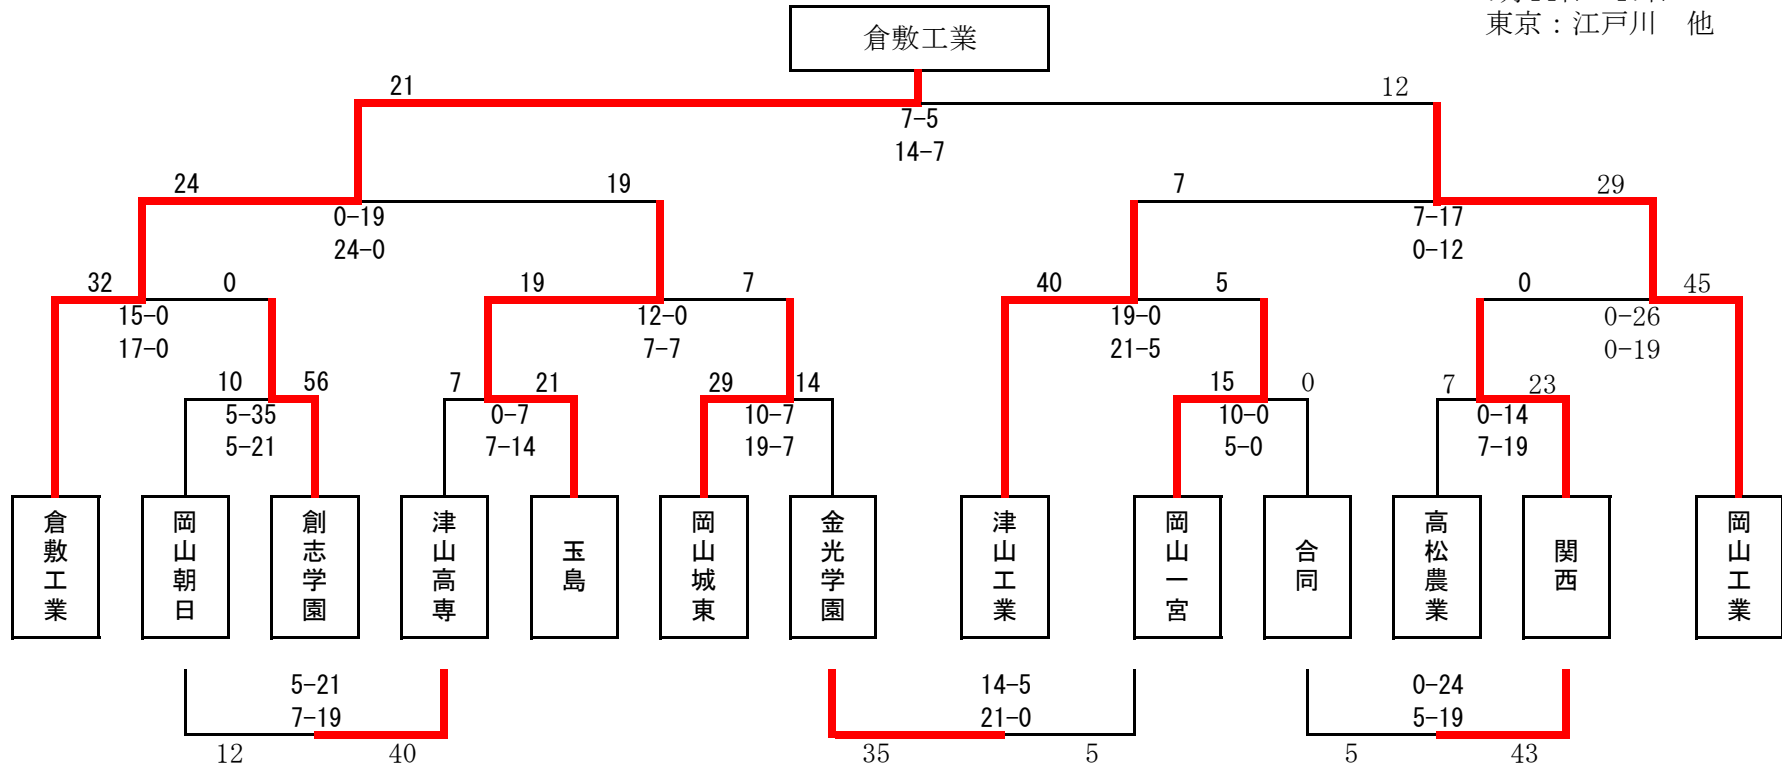 東京：江戸川　他
倉敷工業
21 12
7−5
14−7
24 19 7 29
0−19 7−17
24−0 0−12
32 0 19 7 40 5 0 45
15−0 12−0 19−0 0−26
17−0 7−7 21−5 0−19
10 56 7 21 29 14 15 0 7 23
5−35 0−7 10−7 10−0 0−14
5−21 7−14 19−7 5−0 7−19
倉敷工業
岡山朝日
創志学園
津山高専
玉島
岡山城東
金光学園
津山工業
岡山一宮
合同
高松農業
関西
岡山工業
5−21 14−5 0−24
7−19 21−0 5−19
12 40 35 5 5 43